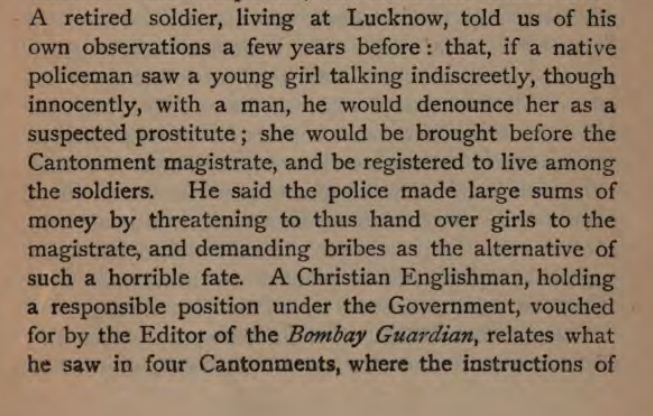 A retired soldier, living at Lucknow, told us of his
own observations a few years before : that, if a native
policeman saw a young girl talking indiscreetly, though
innocently, with a man, he would denounce her as a
suspected prostitute ; she would be brought before the
Cantonment magistrate, and be registered to live among
the soldiers. He said the police made large sums of
money by threatening to thus hand over girls to the
magistrate, and demanding bribes as the alternative of
such a horrible fate. A Christian Englishman, holding
a responsible position under the Government, vouched
for by the Editor of the Bombay Guardian, relates what
he saw in four Cantonments, where the instructions of